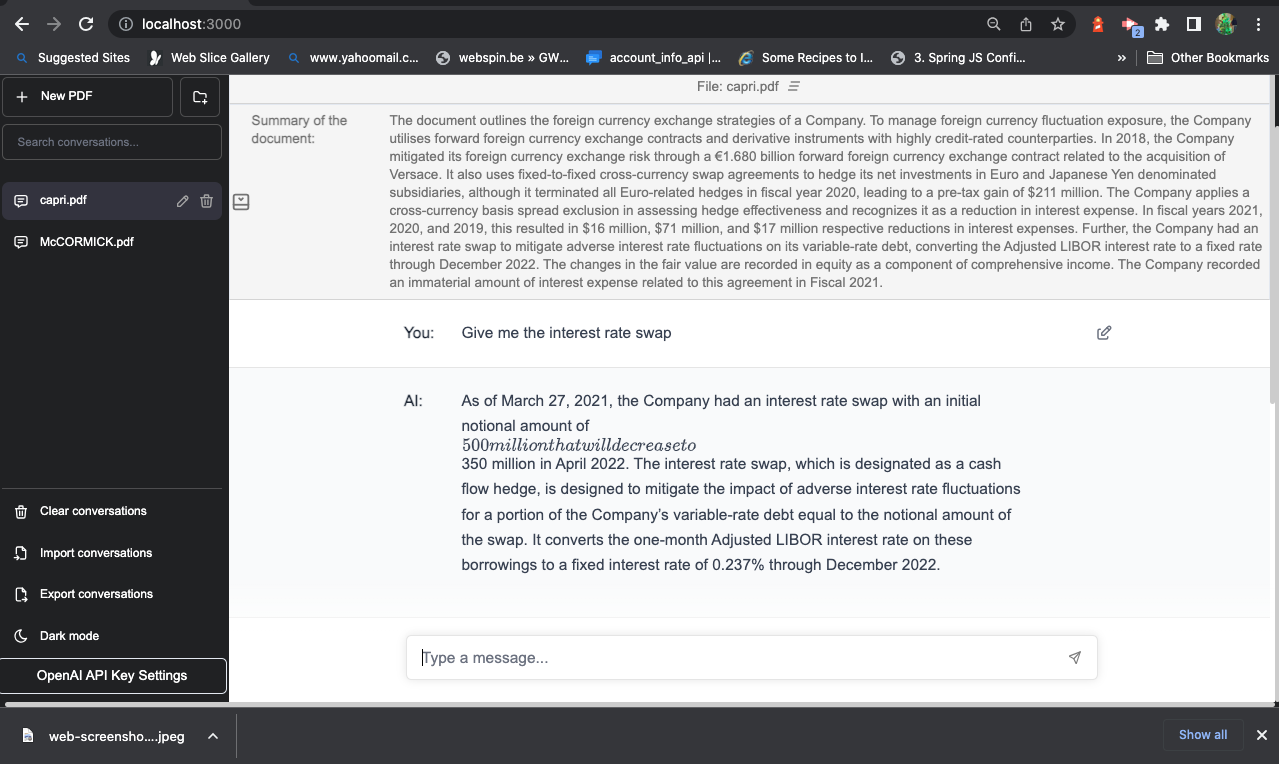 localhost:3000
2
Suggested Sites
Web Slice Gallery
www.yahoomail.c...
webspin.be » GW...
account_info_api |...
Some Recipes to I...
3. Spring JS Confi...
»
Other Bookmarks
New PDF
Search conversations...
capri.pdf
McCORMICK.pdf
Clear conversations
Import conversations
Export conversations
Dark mode
OpenAI API Key Settings
File: capri.pdf
Summary of the
document:
The document outlines the foreign currency exchange strategies of a Company. To manage foreign currency fluctuation exposure, the Company
utilises forward foreign currency exchange contracts and derivative instruments with highly credit-rated counterparties. In 2018, the Company
mitigated its foreign currency exchange risk through a €1.680 billion forward foreign currency exchange contract related to the acquisition of
Versace. It also uses fixed-to-fixed cross-currency swap agreements to hedge its net investments in Euro and Japanese Yen denominated
subsidiaries, although it terminated all Euro-related hedges in fiscal year 2020, leading to a pre-tax gain of $211 million. The Company applies a
cross-currency basis spread exclusion in assessing hedge effectiveness and recognizes it as a reduction in interest expense. In fiscal years 2021,
2020, and 2019, this resulted in $16 million, $71 million, and $17 million respective reductions in interest expenses. Further, the Company had an
interest rate swap to mitigate adverse interest rate fluctuations on its variable-rate debt, converting the Adjusted LIBOR interest rate to a fixed rate
through December 2022. The changes in the fair value are recorded in equity as a component of comprehensive income. The Company recorded
an immaterial amount of interest expense related to this agreement in Fiscal 2021.
You:
Give me the interest rate swap
AI:
As of March 27, 2021, the Company had an interest rate swap with an initial
notional amount of
500millionthatwilldecreaseto
350 million in April 2022. The interest rate swap, which is designated as a cash
flow hedge, is designed to mitigate the impact of adverse interest rate fluctuations
for a portion of the Company's variable-rate debt equal to the notional amount of
the swap. It converts the one-month Adjusted LIBOR interest rate on these
borrowings to a fixed interest rate of 0.237% through December 2022.
Type a message...
web-screensho....jpeg
Show all